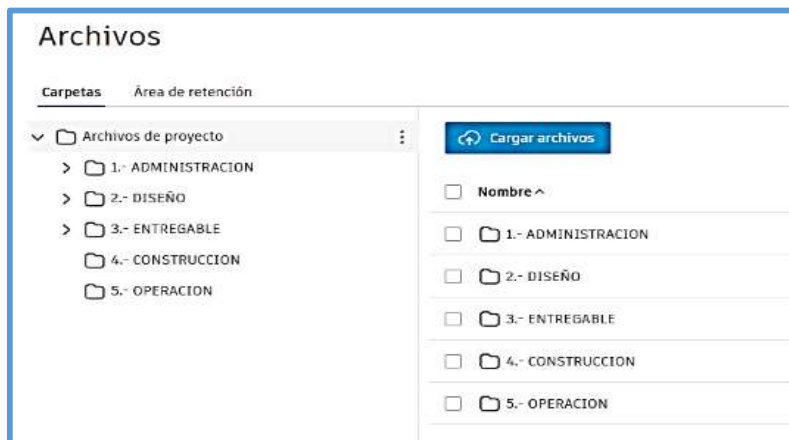 Archivos
Carpetas Área de retención
Archivos de proyecto
1.- ADMINISTRACION
2.- DISEÑO
3.- ENTREGABLE
4.- CONSTRUCCION
5.- OPERACION
Cargar archivos
Nombre
1.- ADMINISTRACION
2.- DISEÑO
3.- ENTREGABLE
4.- CONSTRUCCION
5.- OPERACION